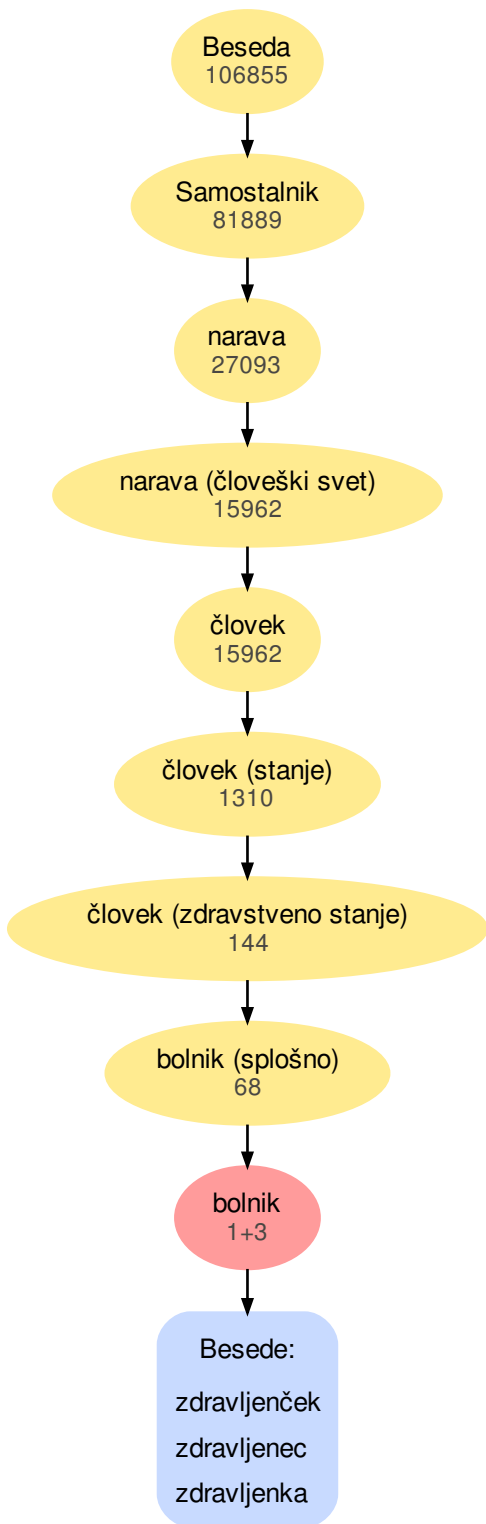 Beseda
106855
Samostalnik
81889
narava
27093
narava (človeški svet)
15962
človek
15962
človek (stanje)
1310
človek (zdravstveno stanje)
144
bolnik (splošno)
68
bolnik
1+3
Besede:
zdravljenček
zdravljenec
zdravljenka